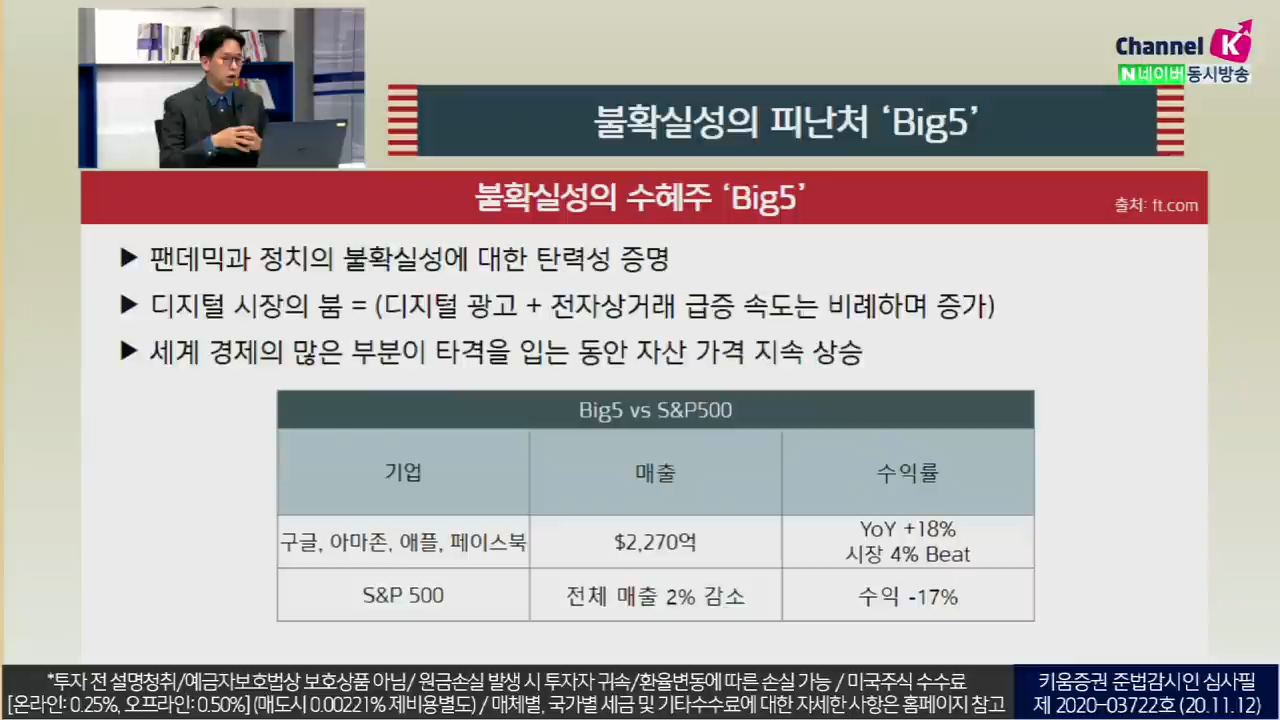 Channel K
N 네이버 동시방송
불확실성의 피난처 ‘Big5’
불확실성의 수혜주 ‘Big5’
출처: ft.com
▶ 팬데믹과 정치의 불확실성에 대한 탄력성 증명
▶ 디지털 시장의 붐 = (디지털 광고 + 전자상거래 급증 속도는 비례하며 증가)
▶ 세계 경제의 많은 부분이 타격을 입는 동안 자산 가격 지속 상승
Big5 vs S&P500
기업 매출 수익률
구글, 아마존, 애플, 페이스북 $2,270억 YoY +18%
시장 4% Beat
S&P 500 전체 매출 2% 감소 수익 -17%
*투자 전 설명청취/예금자보호법상 보호상품 아님/ 원금손실 발생 시 투자자 귀속/환율변동에 따른 손실 가능 / 미국주식 수수료
[온라인: 0.25%, 오프라인: 0.50%] (매도시 0.00221% 제비용별도) / 매체별, 국가별 세금 및 기타수수료에 대한 자세한 사항은 홈페이지 참고
키움증권 준법감시인 심사필
제 2020-03722호 (20.11.12)